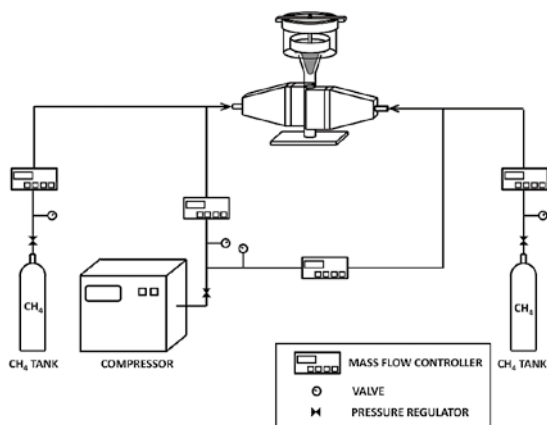 CH4
CH4 TANK
COMPRESSOR
CH4
CH4 TANK
MASS FLOW CONTROLLER
VALVE
PRESSURE REGULATOR